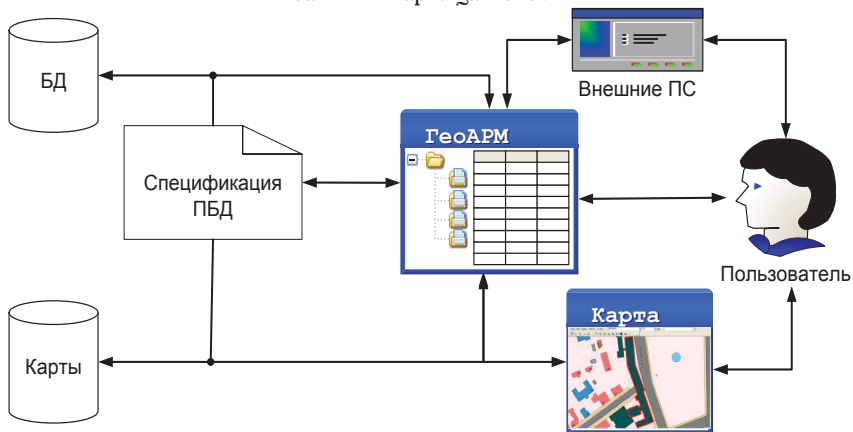 БД
Внешние ПС
ГеоАРМ
Спецификация
ПБД
Пользователь
Карта
Карты